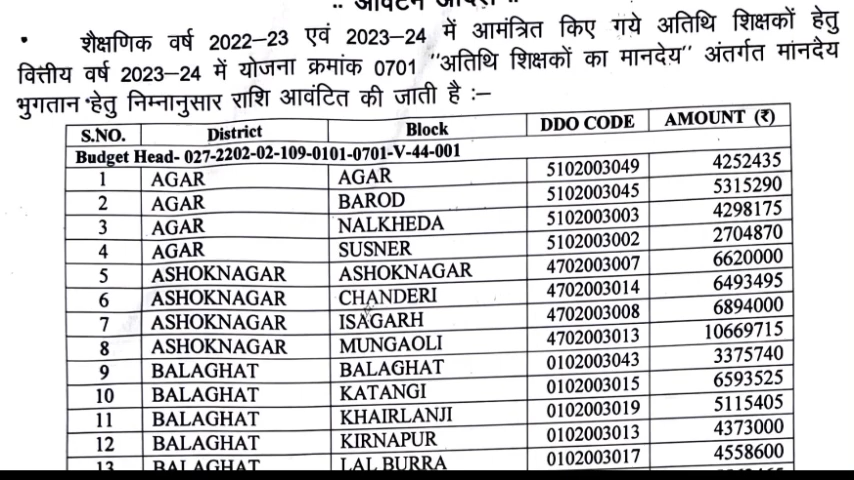 • शैक्षणिक वर्ष 2022–23 एवं 2023–24 में आमंत्रित किए गये अतिथि शिक्षकों हेतु
वित्तीय वर्ष 2023–24 में योजना क्रमांक 0701 "अतिथि शिक्षकों का मानदेय" अंतर्गत मांनदेय
भुगतान हेतु निम्नानुसार राशि आवंटित की जाती है :–
S.NO. District Block DDO CODE AMOUNT (₹)
Budget Head- 027-2202-02-109-0101-0701-V-44-001
1 AGAR AGAR 5102003049 4252435
2 AGAR BAROD 5102003045 5315290
3 AGAR NALKHEDA 5102003003 4298175
4 AGAR SUSNER 5102003002 2704870
5 ASHOKNAGAR ASHOKNAGAR 4702003007 6620000
6 ASHOKNAGAR CHANDERI 4702003014 6493495
7 ASHOKNAGAR ISAGARH 4702003008 6894000
8 ASHOKNAGAR MUNGAOLI 4702003013 10669715
9 BALAGHAT BALAGHAT 0102003043 3375740
10 BALAGHAT KATANGI 0102003015 6593525
11 BALAGHAT KHAIRLANJI 0102003019 5115405
12 BALAGHAT KIRNAPUR 0102003013 4373000
13 BALAGHAT LAL BURRA 0102003017 4558600